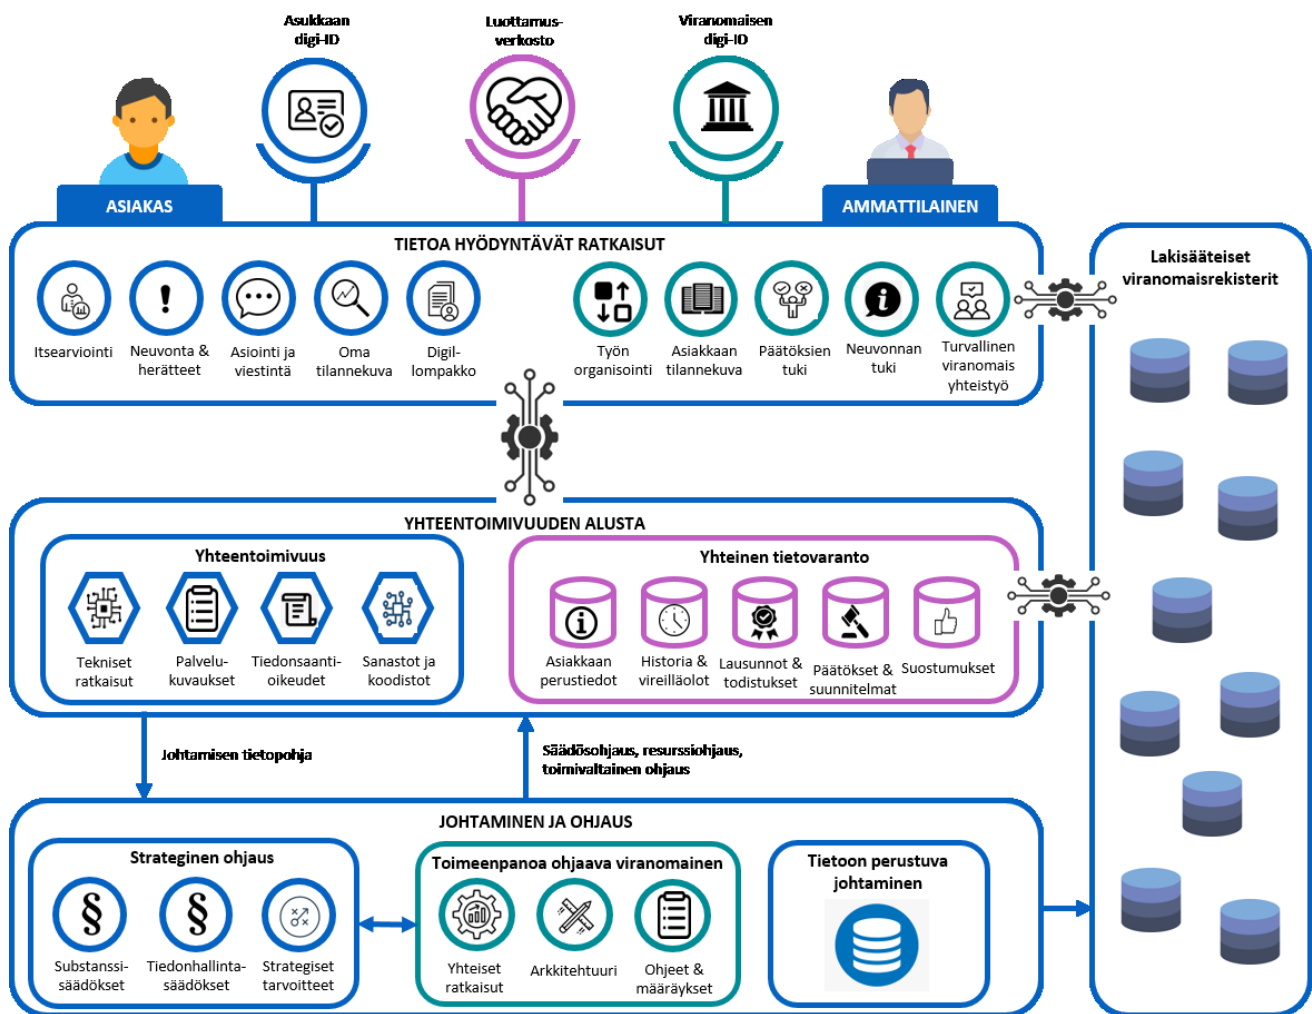 Asukkaan
digi-ID
Luottamus-
verkosto
Viranomaisen
digi-ID
ASIAKAS
AMMATTILAINEN
TIETOA HYÖDYNTÄVÄT RATKAISUT
Itsearviointi
Neuvonta &
herätteet
Asiointi ja
viestintä
Oma
tilannekuva
Digil-
lompakko
Työn
organisointi
Asiakkaan
tilannekuva
Päätöksien
tuki
Neuvonnan
tuki
Turvallinen
viranomais
yhteistyö
Lakisääteiset
viranomaisrekisterit
YHTEENTOIMIVUUDEN ALUSTA
Yhteentoimivuus
Tekniset
ratkaisut
Palvelu-
kuvaukset
Tiedonsaanti-
oikeudet
Sanastot ja
koodistot
Yhteinen tietovaranto
Asiakkaan
perustiedot
Historia &
vireilläolot
Lausunnot &
todistukset
Päätökset &
suunnitelmat
Suostumukset
Johtamisen tietopohja
Säädösohjaus, resurssiohjaus,
toimivaltainen ohjaus
JOHTAMINEN JA OHJAUS
Strateginen ohjaus
§
Substanssi-
säädökset
§
Tiedonhallinta-
säädökset
Strategiset
tarvoitteet
Toimeenpanoa ohjaava viranomainen
Yhteiset
ratkaisut
Arkkitehtuuri
Ohjeet &
määräykset
Tietoon perustuva
johtaminen